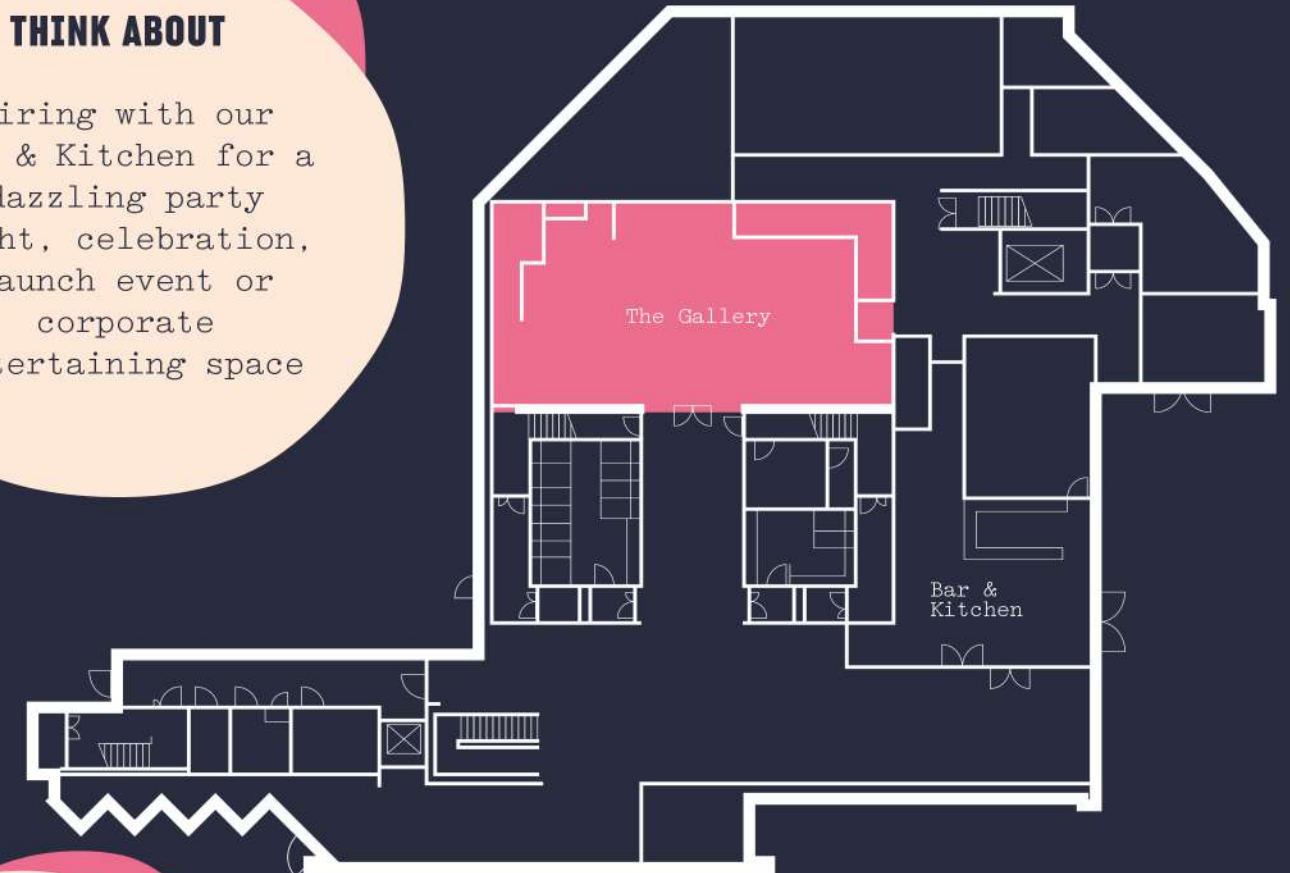 THINK ABOUT
iring with our
& Kitchen for a
dazzling party
ht, celebration,
aunch event or
corporate
tertaining space
The Gallery
Bar &
Kitchen